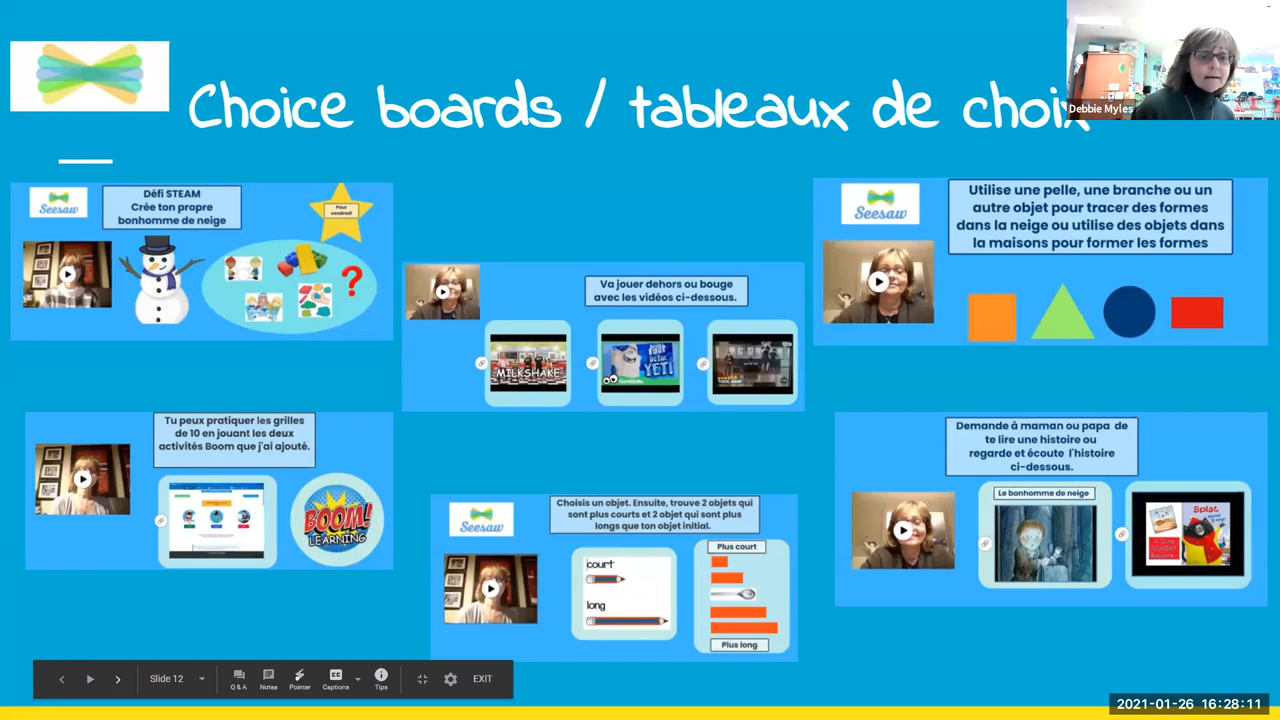 Choice boards / tableaux de choix
Debbie Myles
Seesaw
Défi STEAM
Crée ton propre
bonhomme de neige
Pour
vendredi
?
Va jouer dehors ou bouge
avec les vidéos ci-dessous.
MILKSHAKE
YETI
Seesaw
Utilise une pelle, une branche ou un
autre objet pour tracer des formes
dans la neige ou utilise des objets dans
la maisons pour former les formes
Tu peux pratiquer les grilles
de 10 en jouant les deux
activités Boom que j'ai ajouté.
BOOM!
LEARNING
Seesaw
Choisis un objet. Ensuite, trouve 2 objets qui
sont plus courts et 2 objet qui sont plus
longs que ton objet initial.
court
long
Plus court
Plus long
Demande à maman ou papa de
te lire une histoire ou
regarde et écoute l'histoire
ci-dessous.
Le bonhomme de neige
Splat
Slide 12
Q & A
Notes
Pointer
Captions
Tips
EXIT
2021-01-26 16:28:11